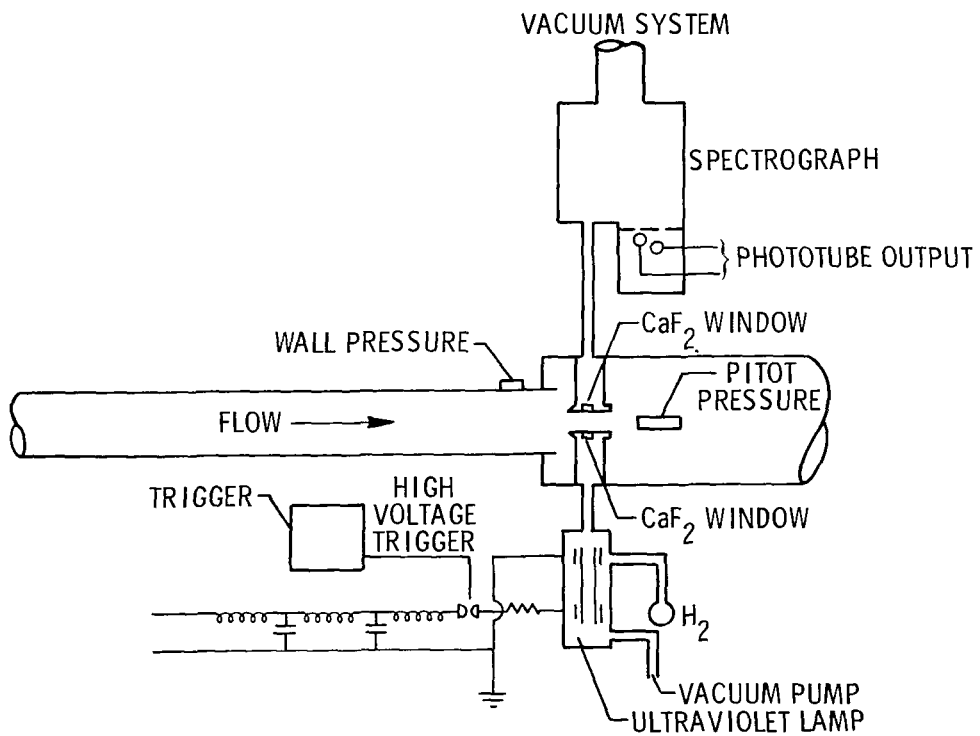 VACUUM SYSTEM
SPECTROGRAPH
PHOTOTUBE OUTPUT
CaF2 WINDOW
WALL PRESSURE
PITOT
PRESSURE
FLOW
TRIGGER
HIGH
VOLTAGE
TRIGGER
CaF2 WINDOW
H2
VACUUM PUMP
ULTRAVIOLET LAMP